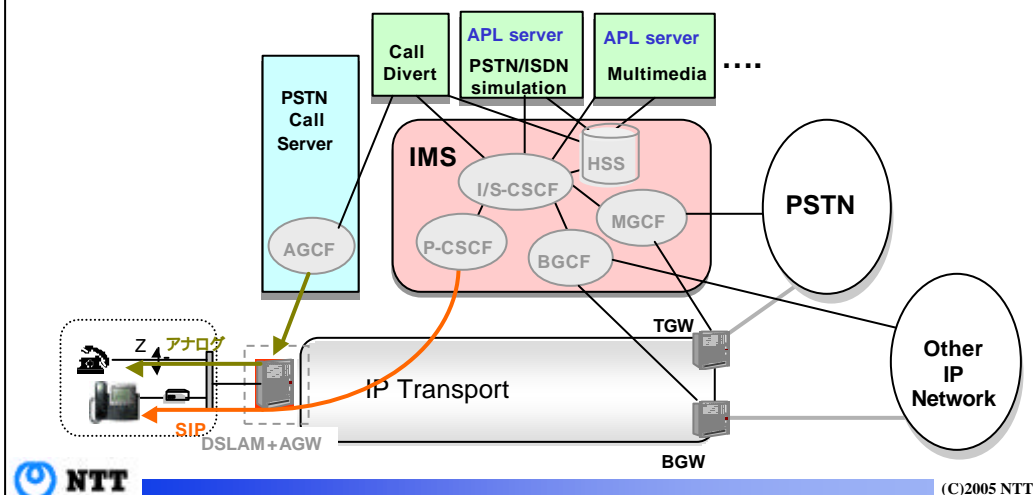 APL server
APL server
Call
Divert
PSTN/ISDN
simulation
Multimedia
....
PSTN
Call
Server
IMS
HSS
I/S-CSCF
MGCF
PSTN
AGCF
P-CSCF
BGCF
TGW
Z
アナログ
IP Transport
Other
IP
Network
SIP
DSLAM+AGW
BGW
NTT
(C)2005 NTT